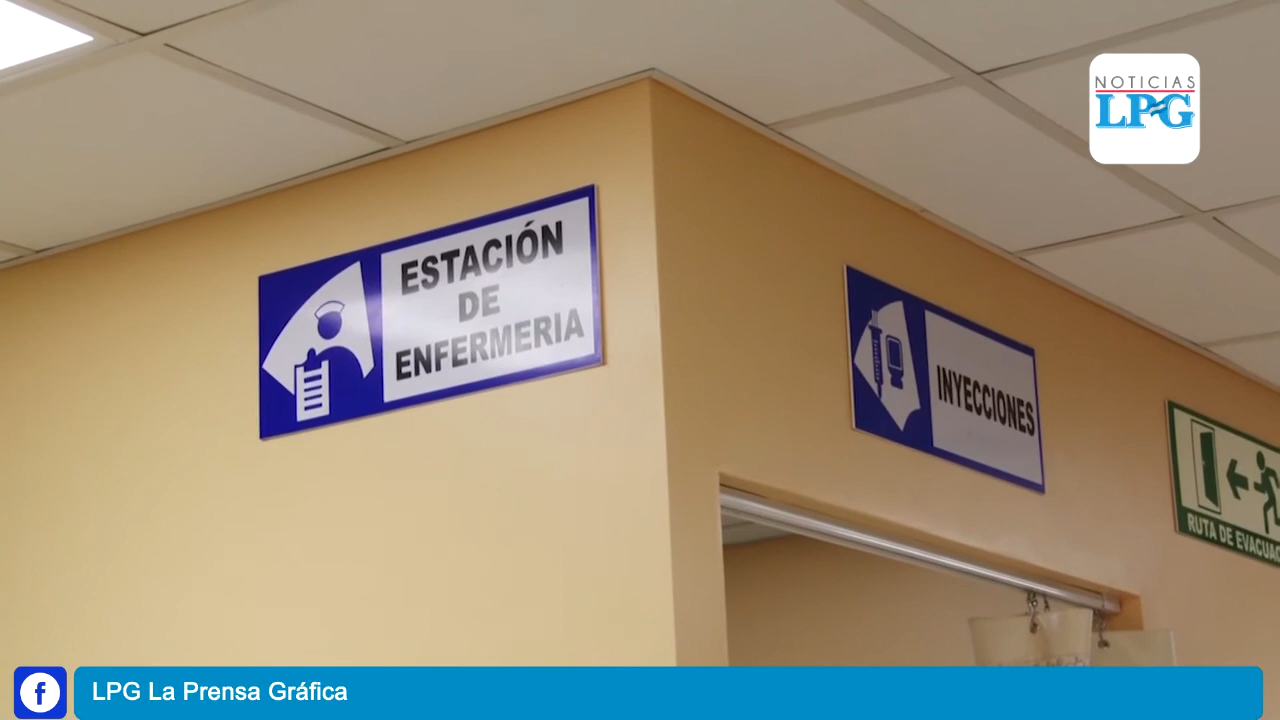 NOTICIAS
LPG
ESTACIÓN
DE
ENFERMERIA
INYECCIONES
RUTA DE EVACUAC
LPG La Prensa Gráfica